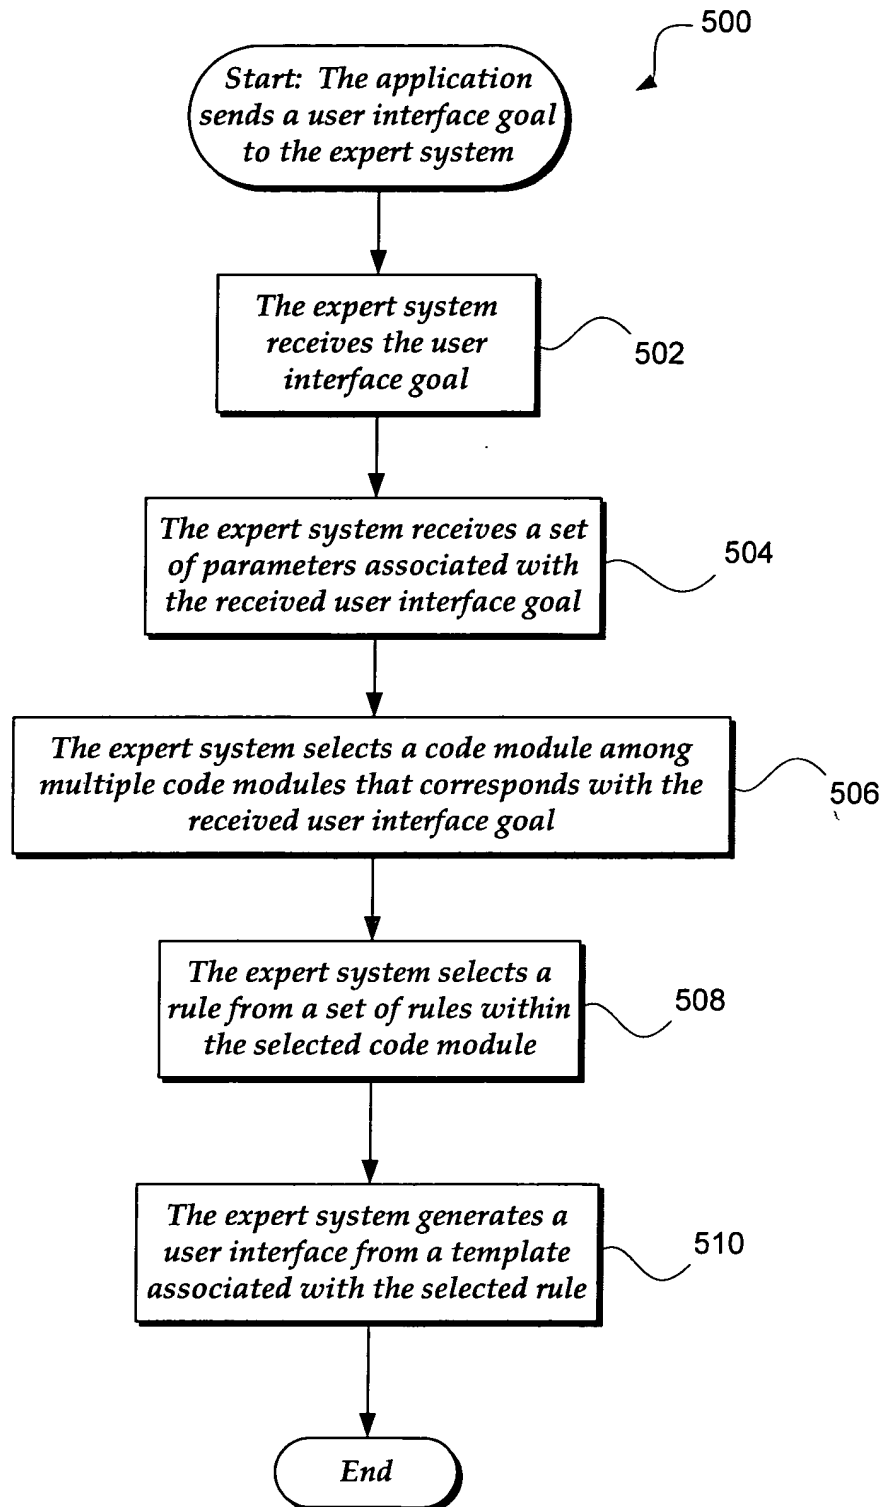 500
Start: The application
sends a user interface goal
to the expert system
The expert system
receives the user
interface goal
502
The expert system receives a set
of parameters associated with
the received user interface goal
504
The expert system selects a code module among
multiple code modules that corresponds with the
received user interface goal
506
The expert system selects a
rule from a set of rules within
the selected code module
508
The expert system generates a
user interface from a template
associated with the selected rule
510
End